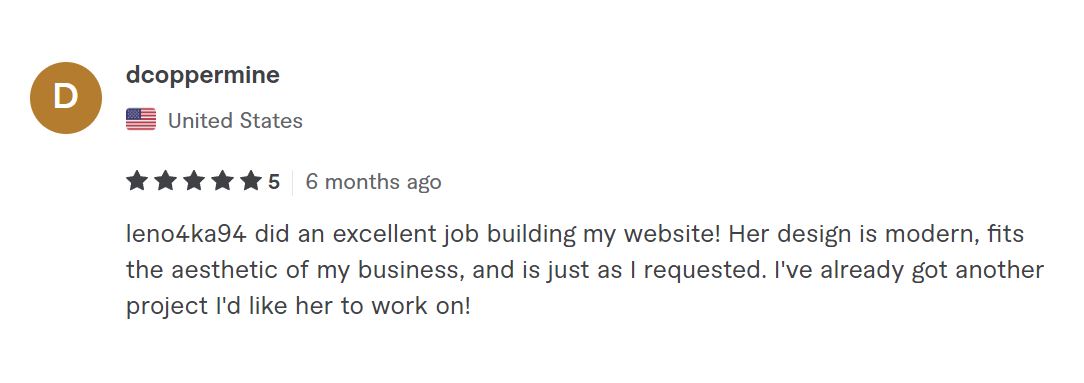 D
dcoppermine
United States
5 | 6 months ago
leno4ka94 did an excellent job building my website! Her design is modern, fits
the aesthetic of my business, and is just as I requested. I've already got another
project I'd like her to work on!